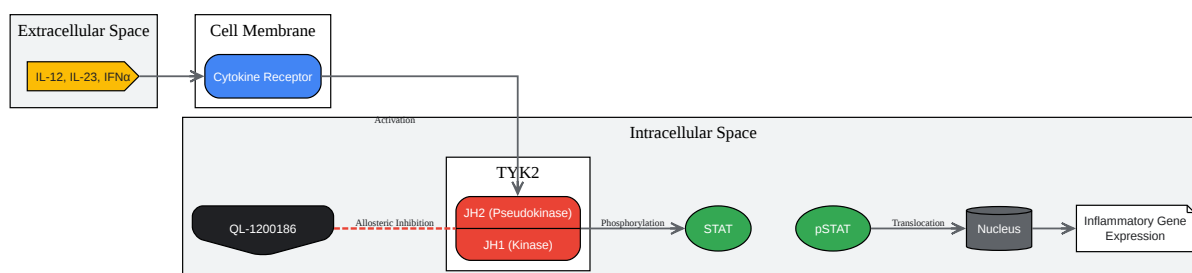 Extracellular Space
IL-12, IL-23, IFNα
Cell Membrane
Cytokine Receptor
Activation
Intracellular Space
TYK2
JH2 (Pseudokinase)
JH1 (Kinase)
QL-1200186
Allosteric Inhibition
Phosphorylation
STAT
pSTAT
Translocation
Nucleus
Inflammatory Gene
Expression